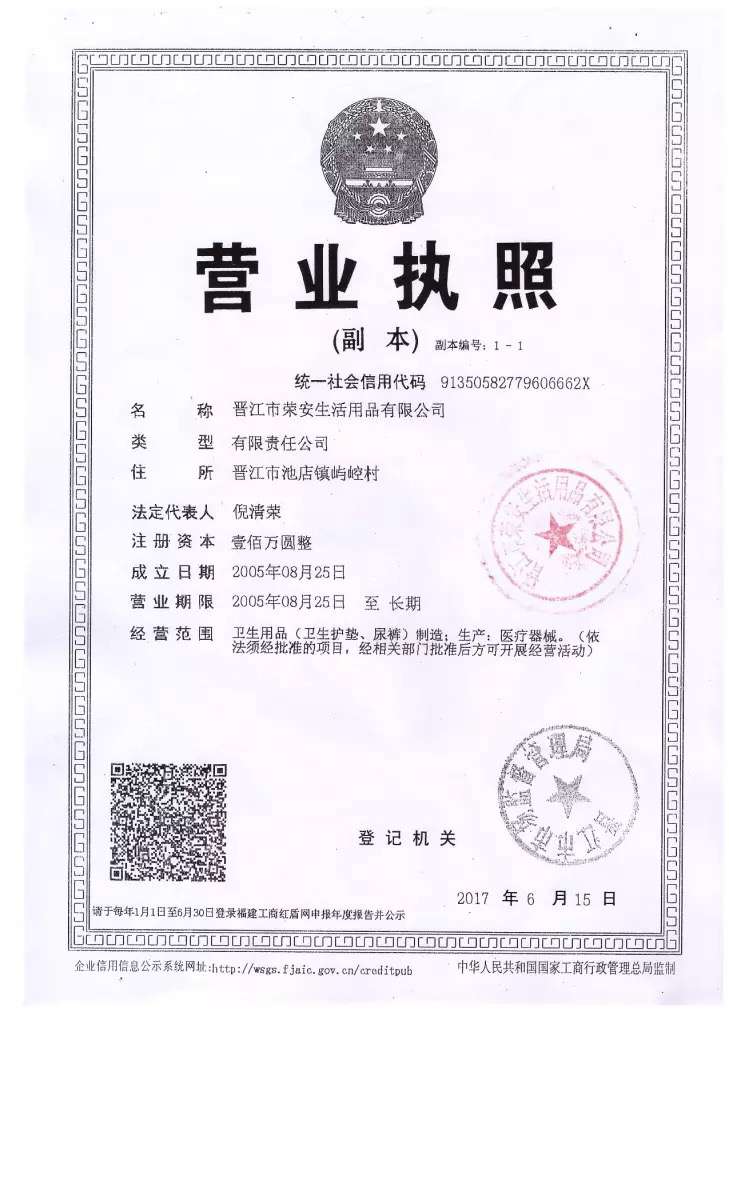 营业执照
(副 本) 副本编号：1 - 1
统一社会信用代码 91350582779606662X
名 称 晋江市荣安生活用品有限公司
类 型 有限责任公司
住 所 晋江市池店镇屿崆村
法定代表人 倪清荣
注册资本 壹佰万圆整
成立日期 2005年08月25日
营业期限 2005年08月25日 至 长期
经营范围 卫生用品（卫生护垫、尿裤）制造；生产：医疗器械。（依
法须经批准的项目，经相关部门批准后方可开展经营活动）
晋江市荣安生活用品有限公司
晋江市市场监督管理局
登记机关
2017 年 6 月 15 日
请于每年1月1日至6月30日登录福建工商红盾网申报年度报告并公示
企业信用信息公示系统网址:http://wsgs.fjaic.gov.cn/creditpub
中华人民共和国国家工商行政管理总局监制